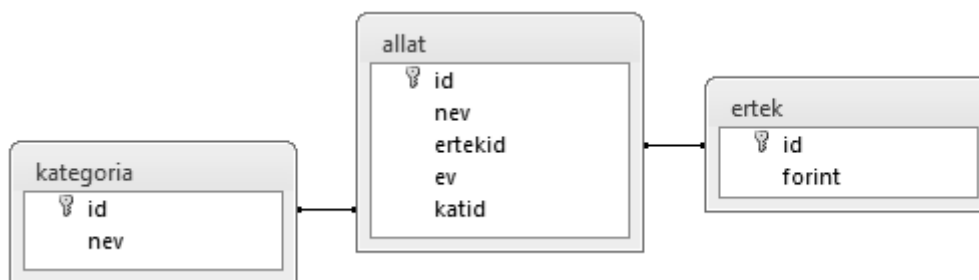 kategoria
id
nev
allat
id
nev
ertekid
ev
katid
ertek
id
forint